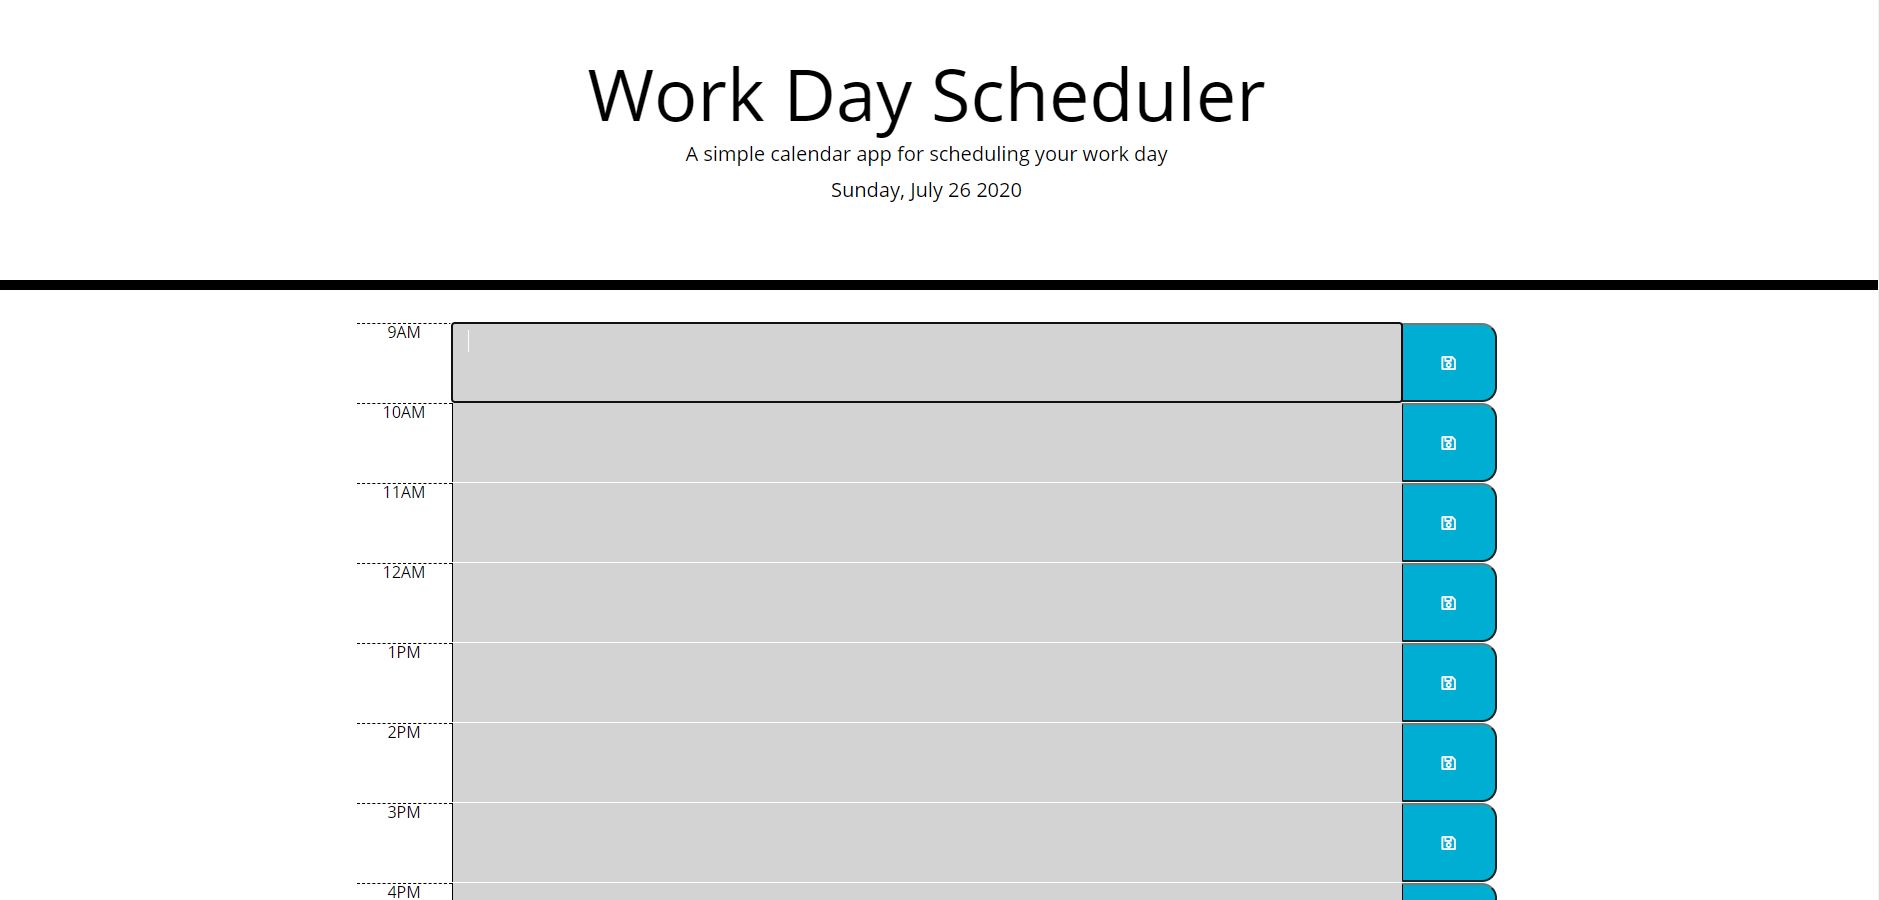 Work Day Scheduler
A simple calendar app for scheduling your work day
Sunday, July 26 2020
9AM
10AM
11AM
12AM
1PM
2PM
3PM
4PM